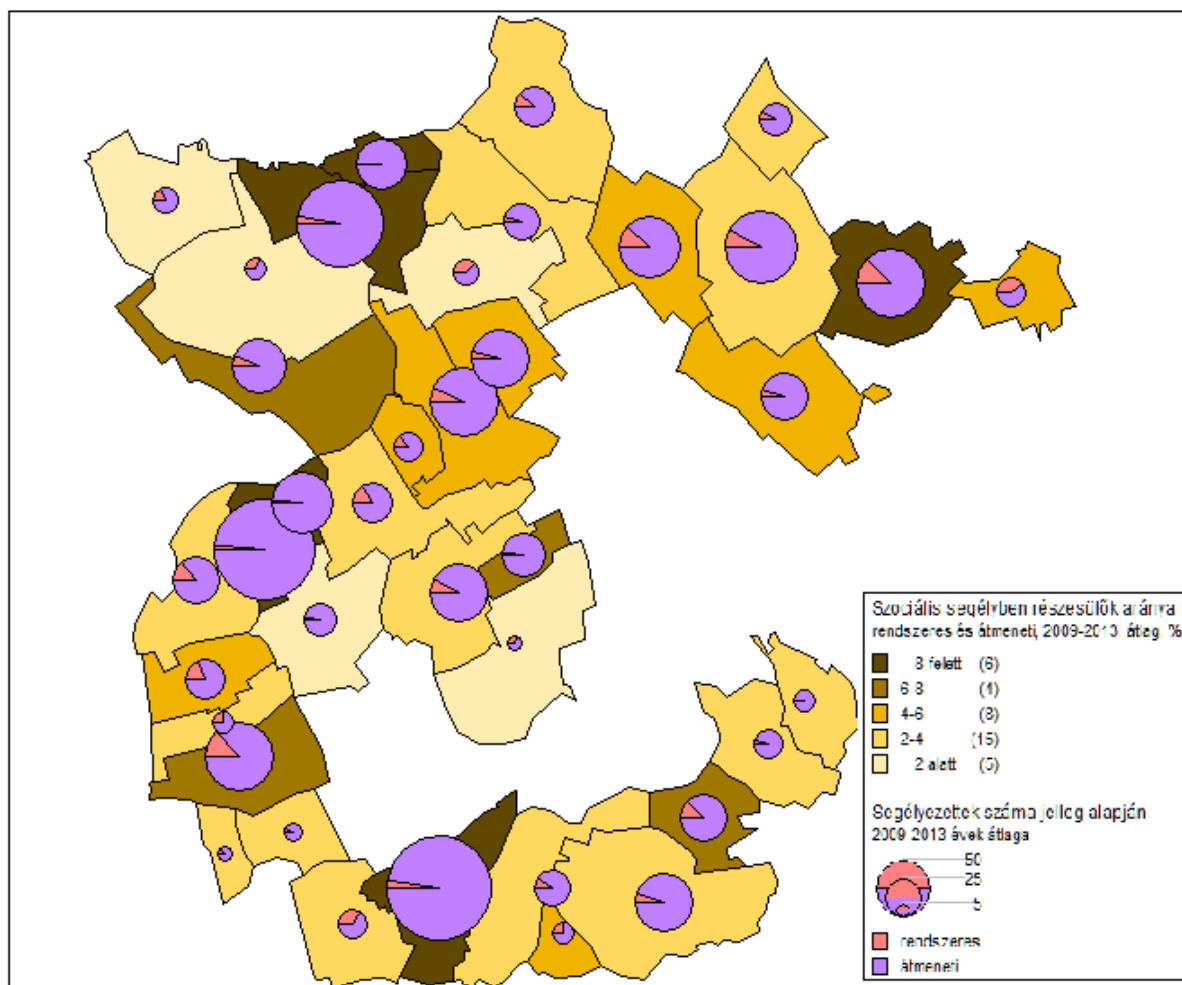 Szociális segélyben részesülők aránya
rendszeres és átmeneti, 2009-2013. átlag, %
8 felett (6)
6-8 (4)
4-6 (8)
2-4 (15)
2 alatt (5)
Segélyezettek száma jelleg alapján
2009-2013 évek átlaga
50
25
5
rendszeres
átmeneti